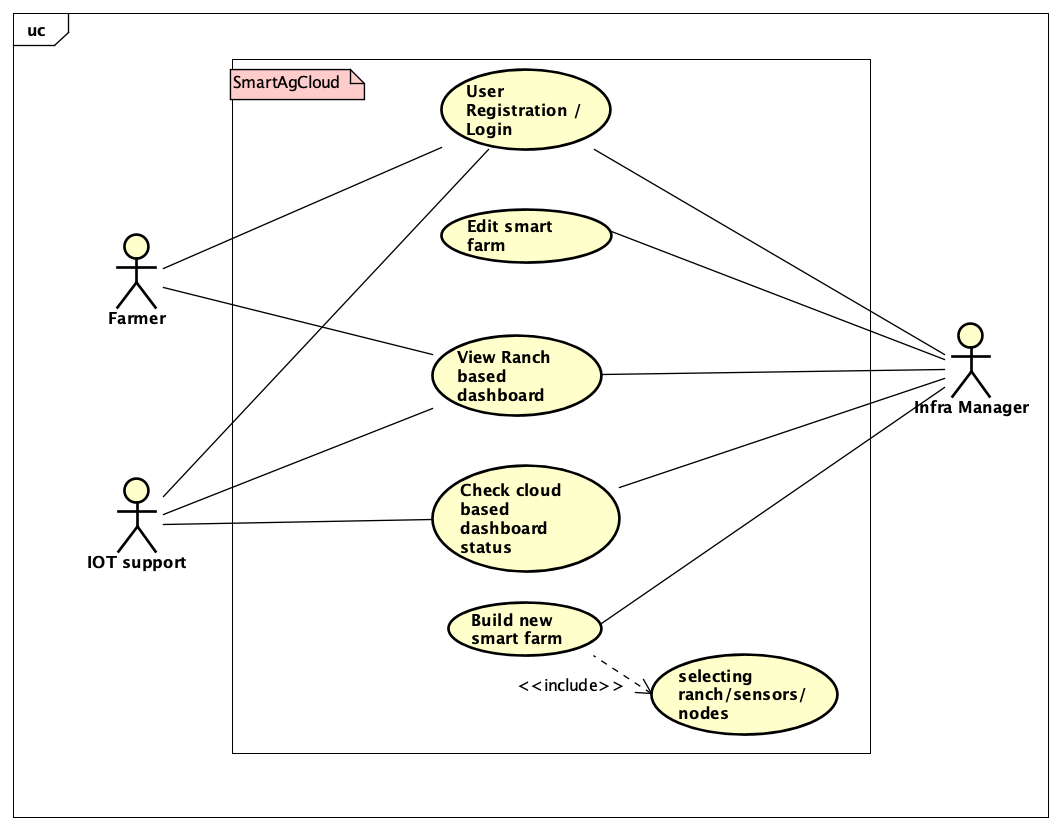 uc
SmartAgCloud
User
Registration /
Login
Edit smart
farm
Farmer
View Ranch
based
dashboard
Infra Manager
Check cloud
based
dashboard
status
IOT support
Build new
smart farm
<<include>>
selecting
ranch/sensors/
nodes